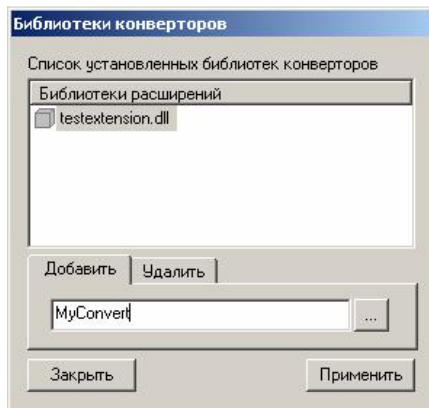 Библиотеки конверторов
Список установленных библиотек конверторов
Библиотеки расширений
testextension.dll
Добавить Удалить
MyConvert ...
Закрыть Применить